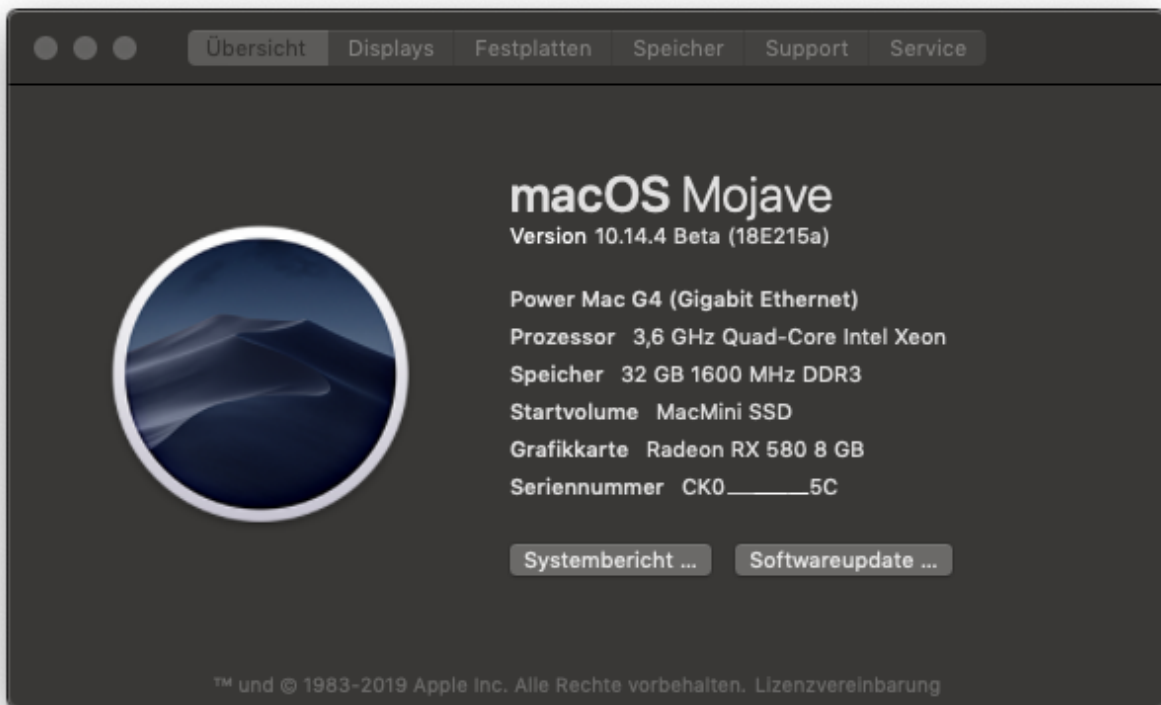 Übersicht Displays Festplatten Speicher Support Service
macOS Mojave
Version 10.14.4 Beta (18E215a)
Power Mac G4 (Gigabit Ethernet)
Prozessor 3,6 GHz Quad-Core Intel Xeon
Speicher 32 GB 1600 MHz DDR3
Startvolume MacMini SSD
Grafikkarte Radeon RX 580 8 GB
Seriennummer CK0______5C
Systembericht ... Softwareupdate ...
™ und © 1983-2019 Apple Inc. Alle Rechte vorbehalten. Lizenzvereinbarung